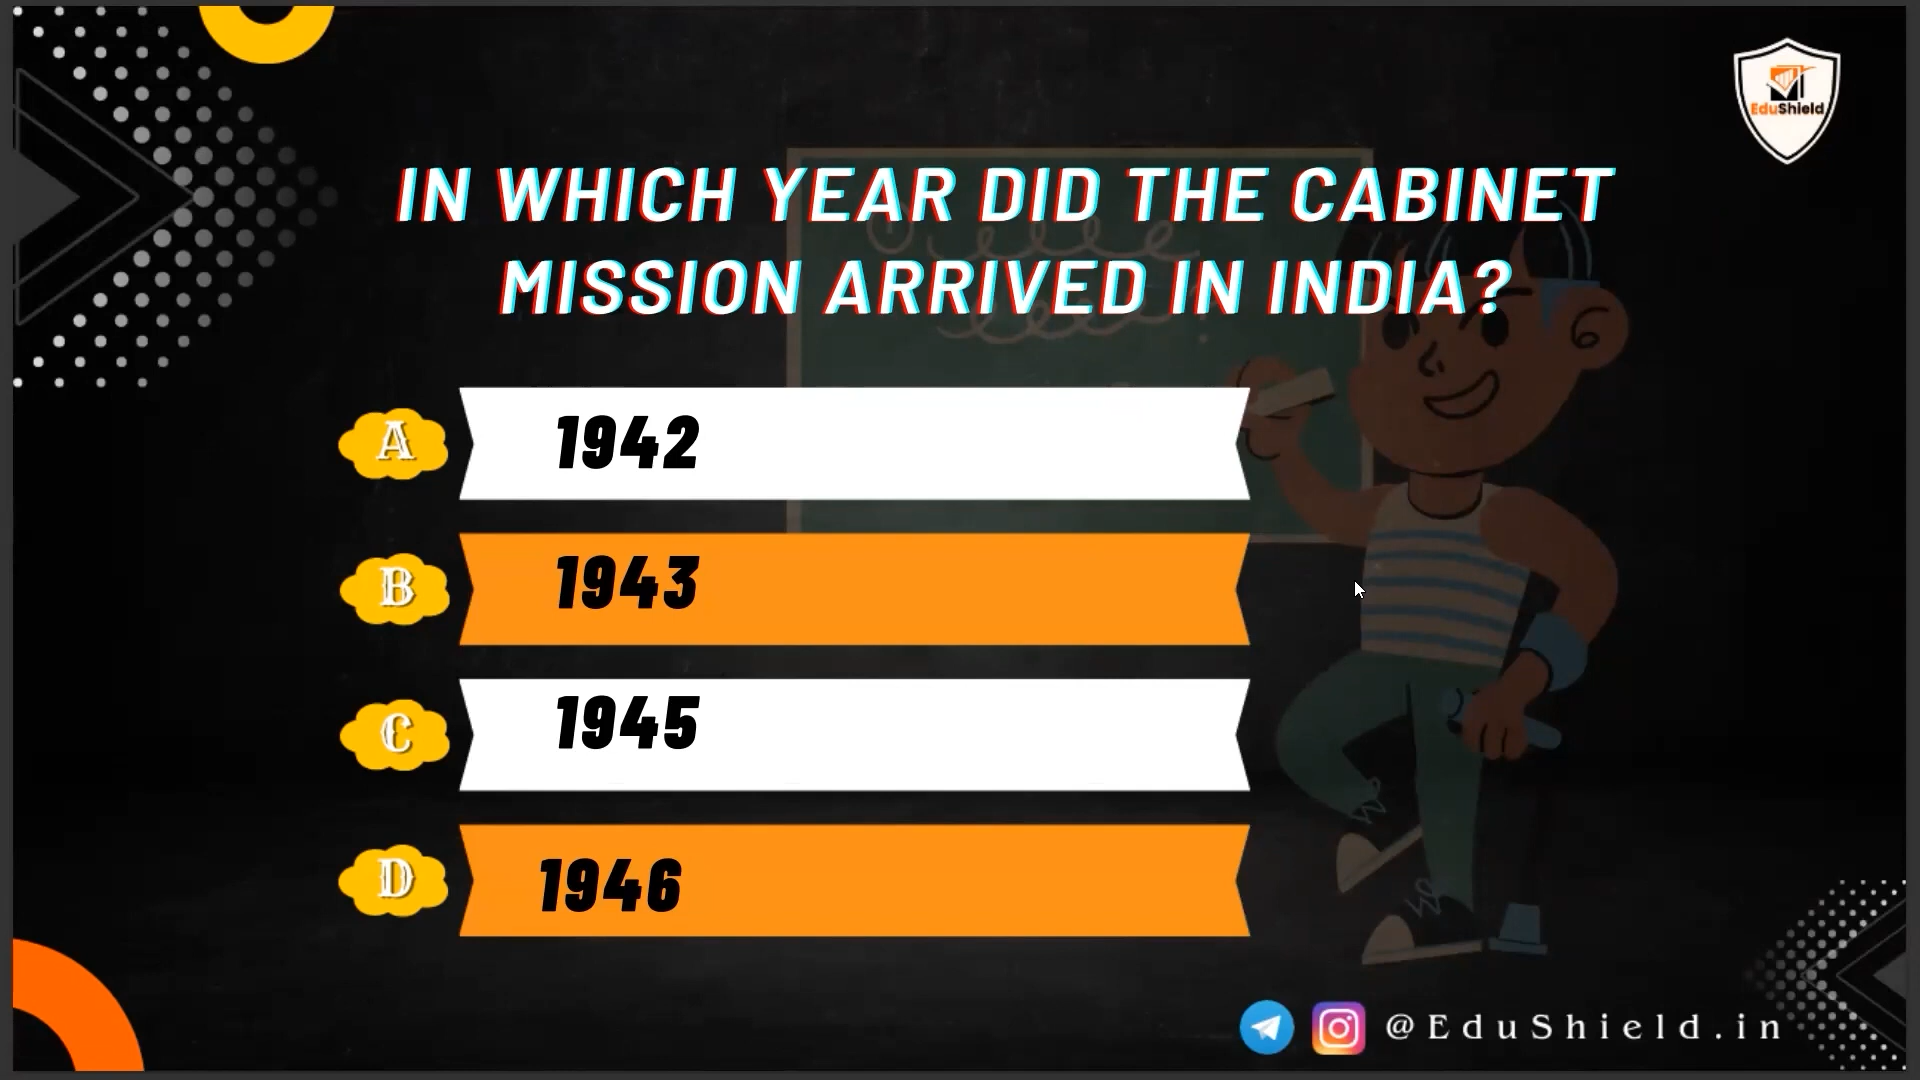 EduShield
IN WHICH YEAR DID THE CABINET
MISSION ARRIVED IN INDIA?
A 1942
B 1943
C 1945
D 1946
@EduShield.in